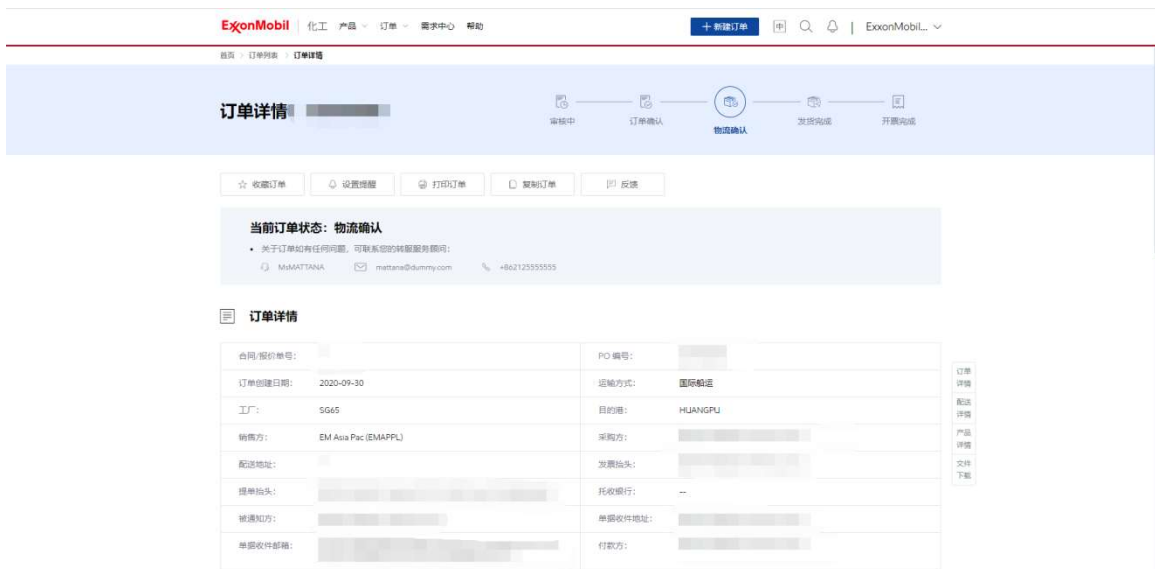 ExxonMobil 化工 产品 订单 需求中心 帮助 新建订单 中 ExxonMobil...
首页 > 订单列表 > 订单详情
订单详情
审核中 订单确认 物流确认 发货完成 开票完成
收藏订单 设置提醒 打印订单 复制订单 反馈
当前订单状态：物流确认
• 关于订单如有任何问题，可联系您的转服服务顾问：
MsMATTANA mattana@dummy.com +862125555555
订单详情
合同/报价单号： PO 编号：
订单创建日期： 2020-09-30 运输方式： 国际船运
工厂： SG65 目的港： HUANGPU
销售方： EM Asia Pac (EMAPPL) 采购方：
配送地址： 发票抬头：
提单抬头： 托收银行： --
被通知方： 单据收件地址：
单据收件邮箱： 付款方：
订单
详情
配送
详情
产品
详情
文件
下载